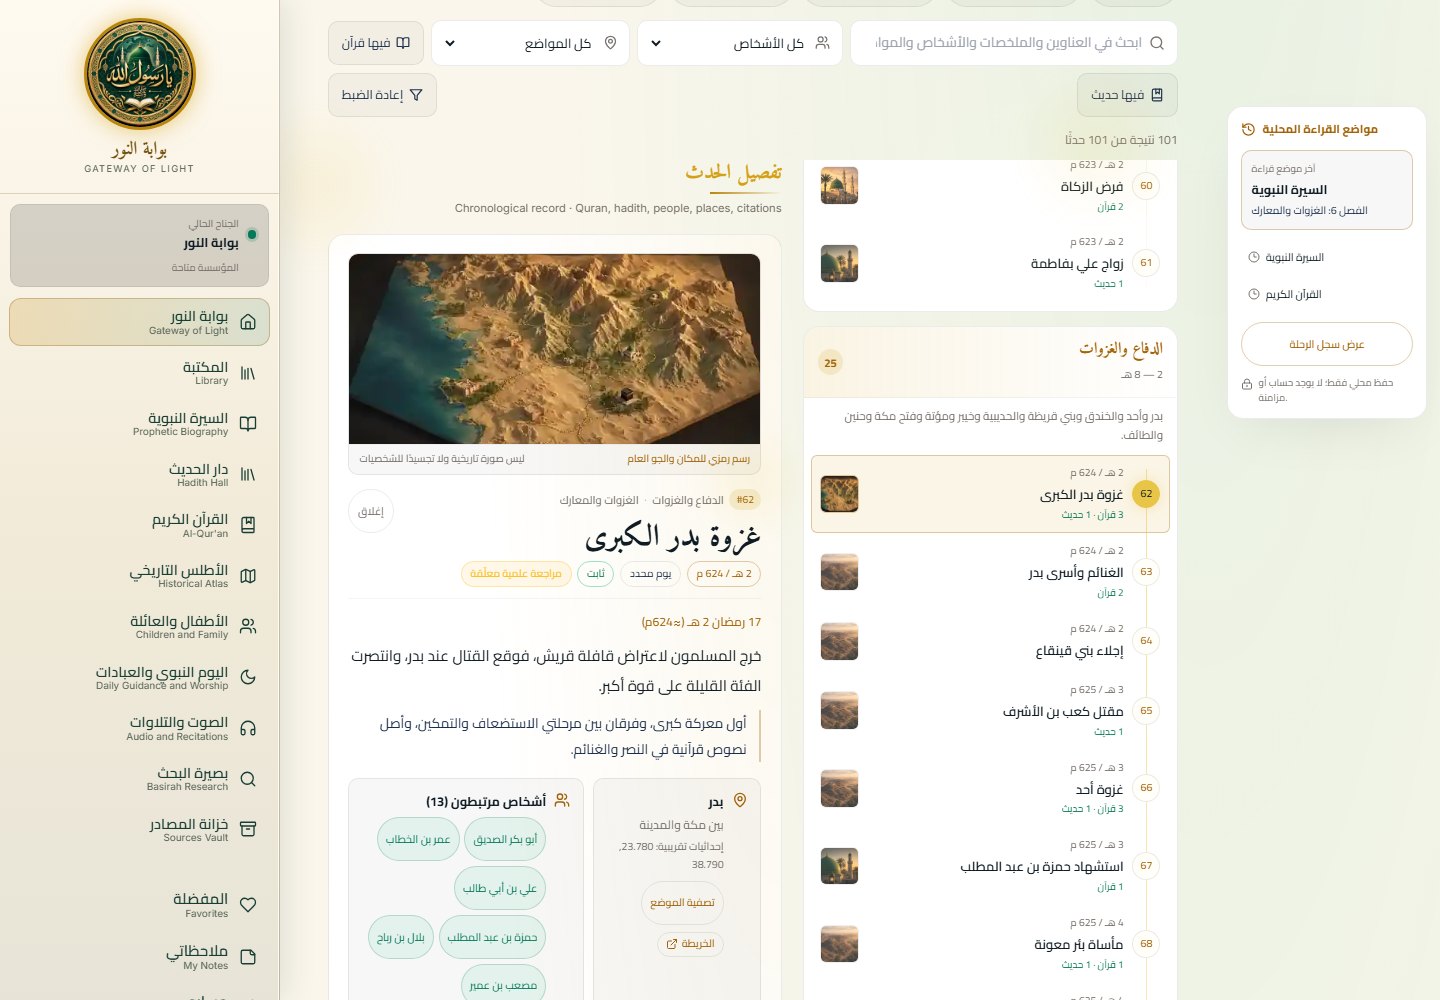 يا رسول الله
بوابة النور
GATEWAY OF LIGHT
الجناح الحالي
بوابة النور
المؤسسة متاحة
بوابة النور
Gateway of Light
المكتبة
Library
السيرة النبوية
Prophetic Biography
دار الحديث
Hadith Hall
القرآن الكريم
Al-Qur'an
الأطلس التاريخي
Historical Atlas
الأطفال والعائلة
Children and Family
اليوم النبوي والعبادات
Daily Guidance and Worship
الصوت والتلاوات
Audio and Recitations
بصيرة البحث
Basirah Research
خزانة المصادر
Sources Vault
المفضلة
Favorites
ملاحظاتي
My Notes
ابحث في العناوين والملخصات والأشخاص والموا
كل الأشخاص
كل المواضع
فيها قرآن
فيها حديث
إعادة الضبط
101 نتيجة من 101 حدثًا
2 هـ / 623 م
60
فرض الزكاة
2 قرآن
2 هـ / 623 م
61
زواج علي بفاطمة
1 حديث
الدفاع والغزوات
25
2 — 8 هـ
بدر وأحد والخندق وبني قريظة والحديبية وخيبر ومؤتة وفتح مكة وحنين
والطائف.
2 هـ / 624 م
62
غزوة بدر الكبرى
3 قرآن · 1 حديث
2 هـ / 624 م
63
الغنائم وأسرى بدر
2 قرآن
2 هـ / 624 م
64
إجلاء بني قينقاع
3 هـ / 625 م
65
مقتل كعب بن الأشرف
1 حديث
3 هـ / 625 م
66
غزوة أحد
3 قرآن · 1 حديث
3 هـ / 625 م
67
استشهاد حمزة بن عبد المطلب
1 قرآن
4 هـ / 625 م
68
مأساة بئر معونة
1 قرآن · 1 حديث
تفصيل الحدث
Chronological record · Quran, hadith, people, places, citations
رسم رمزي للمكان والجو العام
ليس صورة تاريخية ولا تجسيدًا للشخصيات
#62
الدفاع والغزوات · الغزوات والمعارك
إغلاق
غزوة بدر الكبرى
2 هـ / 624 م
يوم محدد
ثابت
مراجعة علمية معلّقة
17 رمضان 2 هـ (≈624م)
خرج المسلمون لاعتراض قافلة قريش، فوقع القتال عند بدر، وانتصرت
الفئة القليلة على قوة أكبر.
أول معركة كبرى، وفرقان بين مرحلتي الاستضعاف والتمكين، وأصل
نصوص قرآنية في النصر والغنائم.
بدر
بين مكة والمدينة
إحداثيات تقريبية: 23.780,
38.790
تصفية الموضع
الخريطة
أشخاص مرتبطون (13)
أبو بكر الصديق
عمر بن الخطاب
علي بن أبي طالب
حمزة بن عبد المطلب
بلال بن رباح
مصعب بن عمير
مواضع القراءة المحلية
آخر موضع قراءة
السيرة النبوية
الفصل 6: الغزوات والمعارك
السيرة النبوية
القرآن الكريم
عرض سجل الرحلة
حفظ محلي فقط؛ لا يوجد حساب أو
مزامنة.